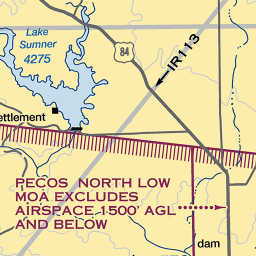 Lake
Sumner
4275
84
IR113
ettlement
PECOS NORTH LOW
MOA EXCLUDES
AIRSPACE 1500' AGL
AND BELOW
dam